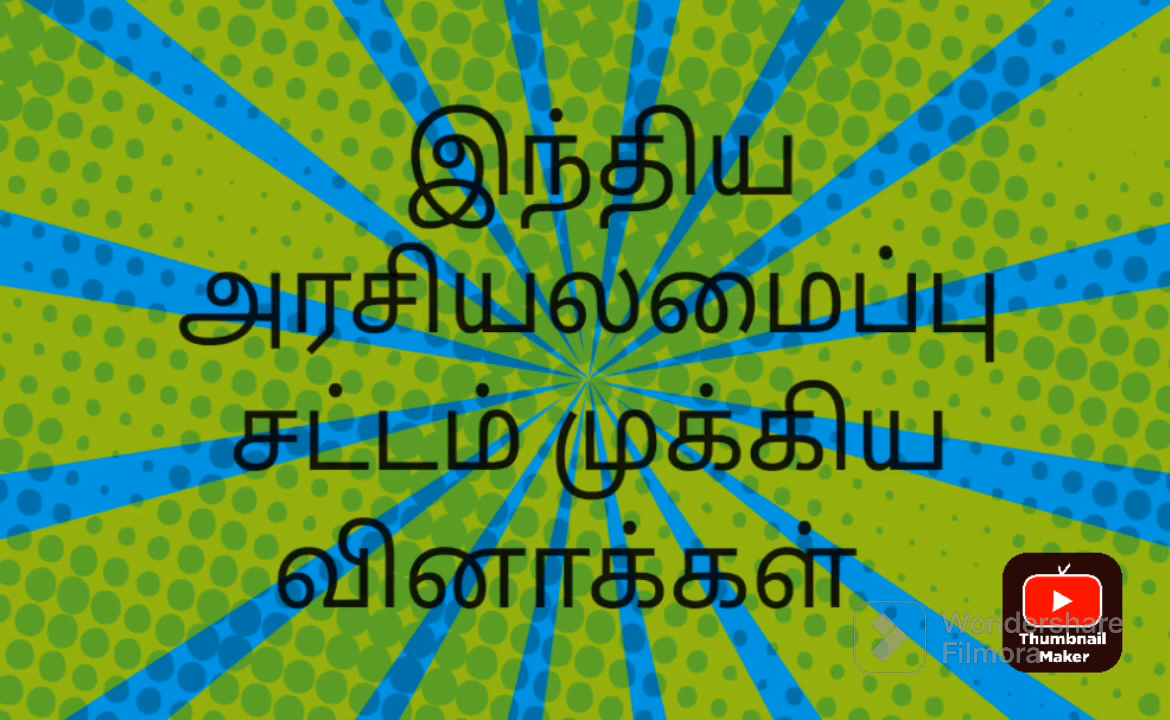 இந்திய
அரசியலமைப்பு
சட்டம் முக்கிய
வினாக்கள்
Wondershare
Filmora
Thumbnail
Maker